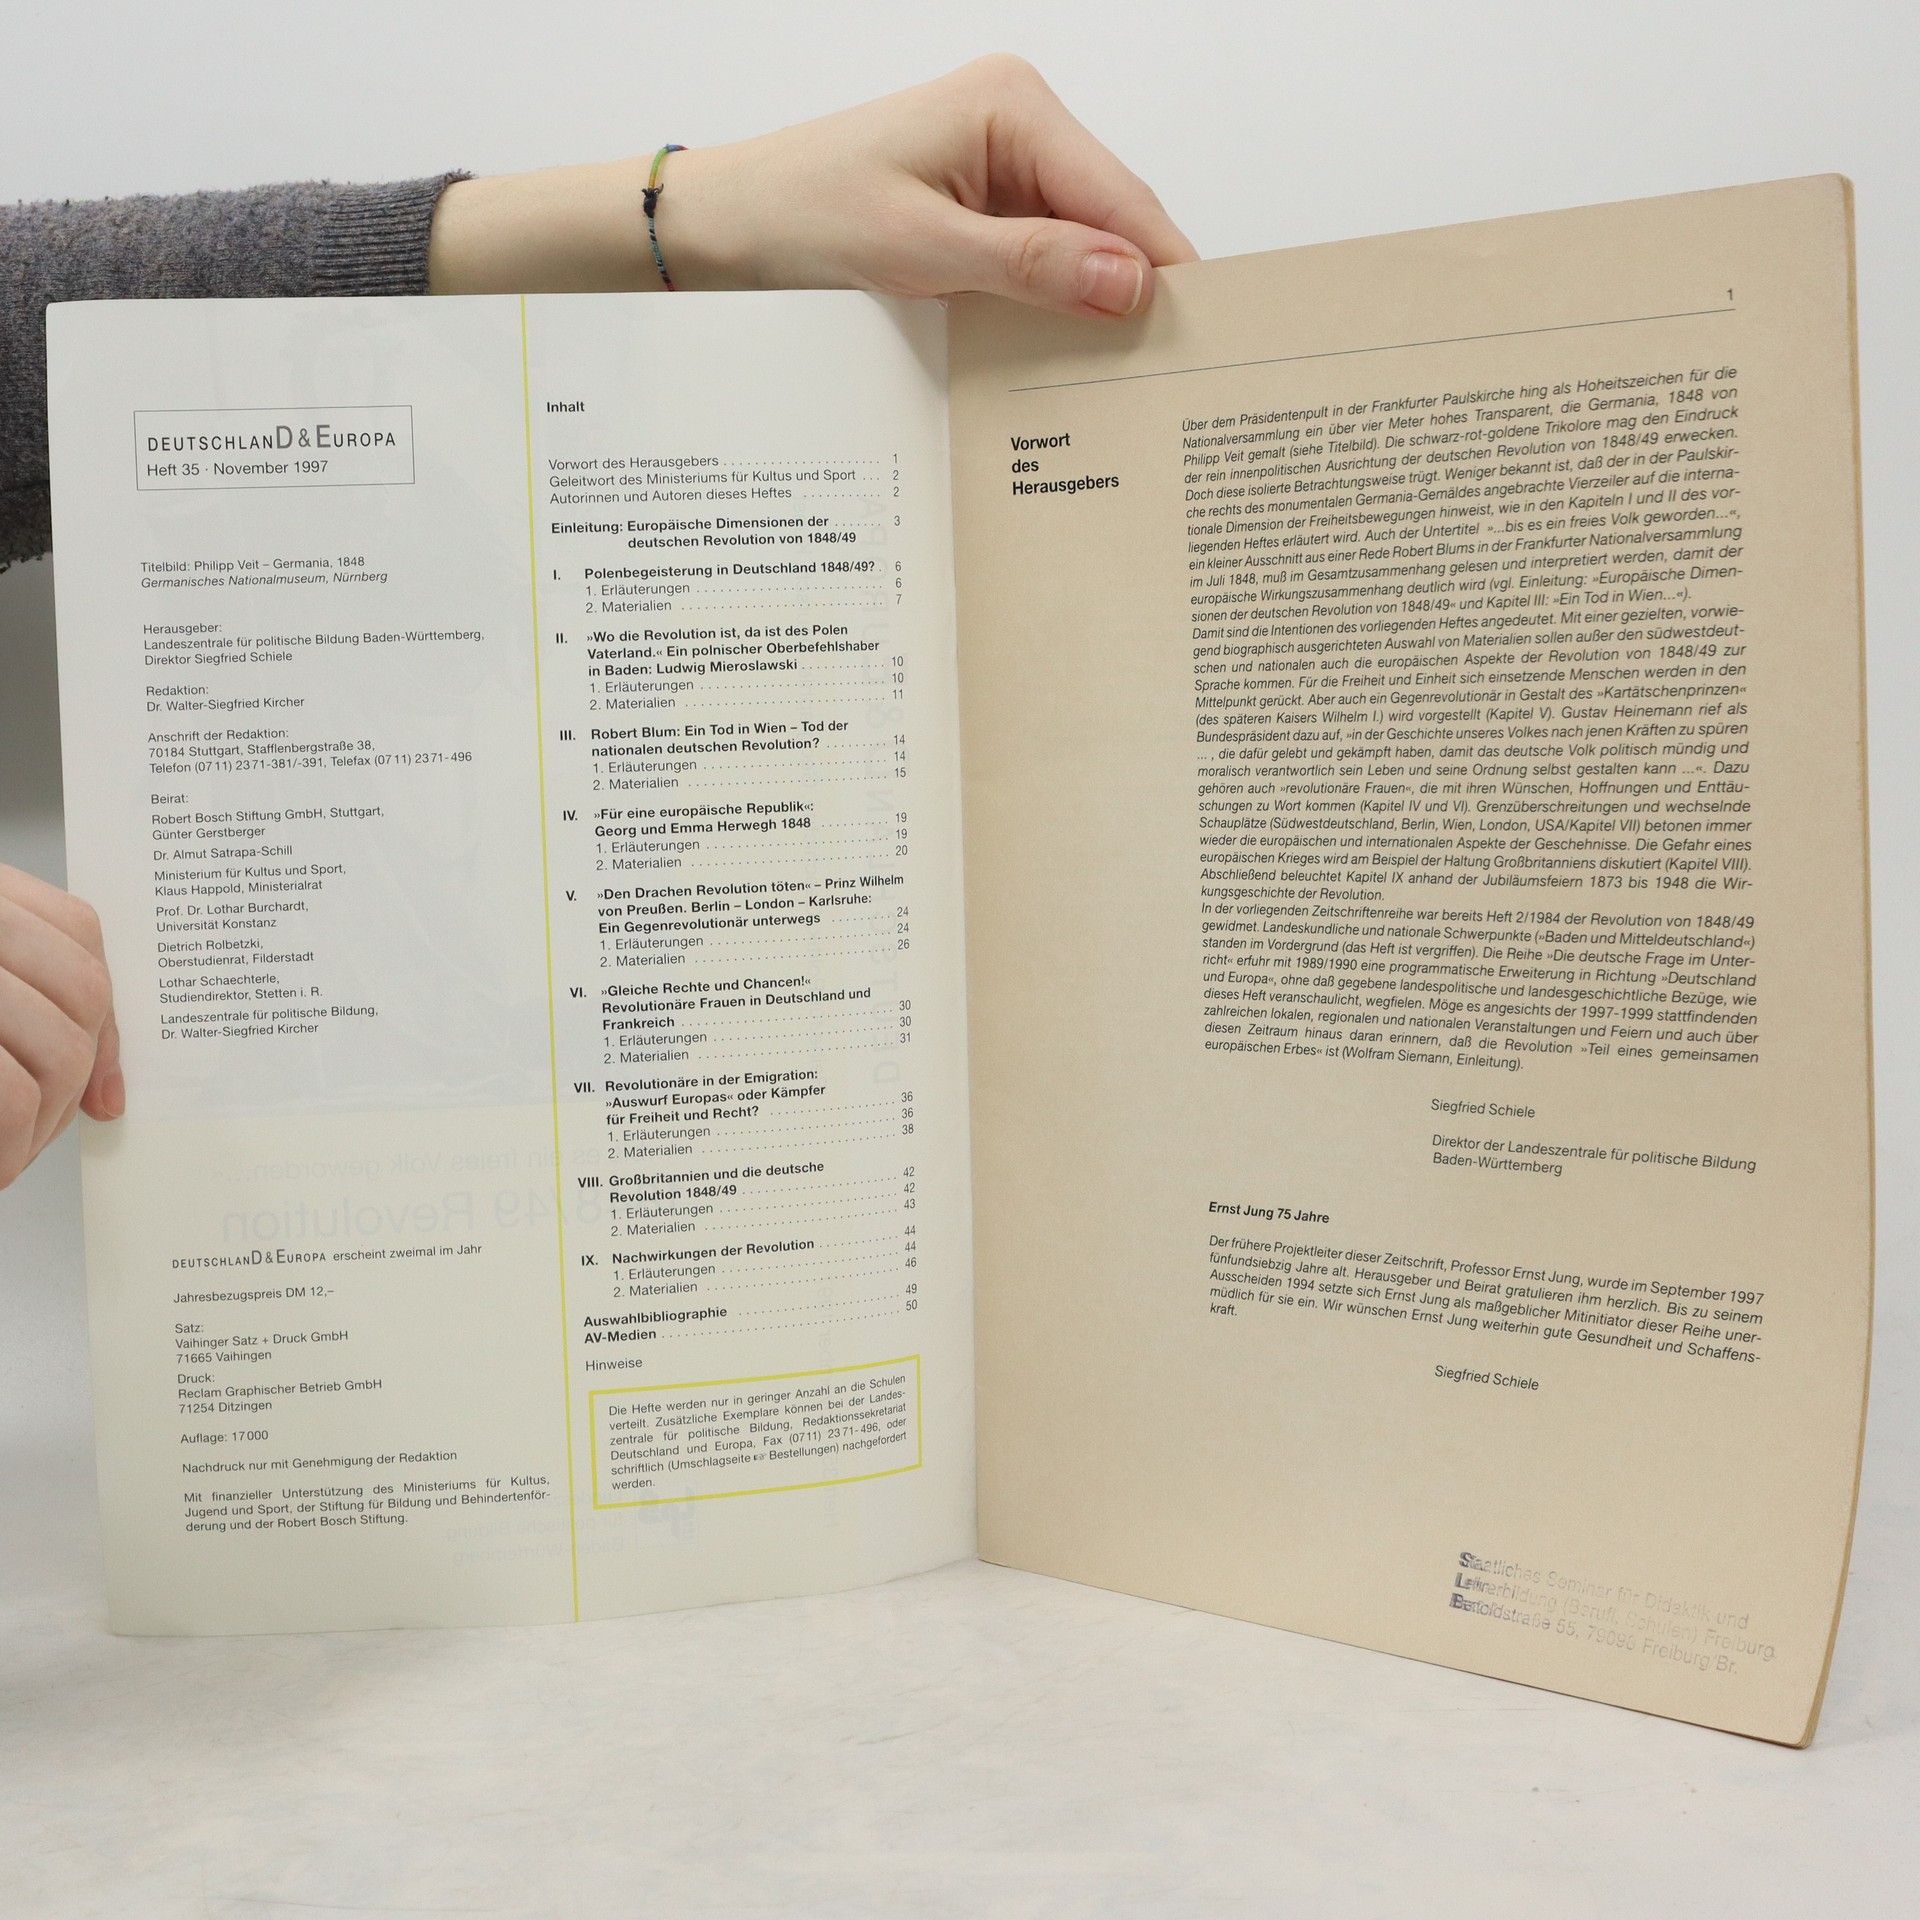 DEUTSCHLAND & EUROPA
Heft 35 · November 1997
Titelbild: Philipp Veit – Germania, 1848
Germanisches Nationalmuseum, Nürnberg
Herausgeber:
Landeszentrale für politische Bildung Baden-Württemberg,
Direktor Siegfried Schiele
Redaktion:
Dr. Walter-Siegfried Kircher
Anschrift der Redaktion:
70184 Stuttgart, Stafflenbergstraße 38,
Telefon (07 11) 23 71-381/-391, Telefax (07 11) 23 71-496
Beirat:
Robert Bosch Stiftung GmbH, Stuttgart,
Günter Gerstberger
Dr. Almut Satrapa-Schill
Ministerium für Kultus und Sport,
Klaus Happold, Ministerialrat
Prof. Dr. Lothar Burchardt,
Universität Konstanz
Dietrich Rolbetzki,
Oberstudienrat, Filderstadt
Lothar Schaechterle,
Studiendirektor, Stetten i. R.
Landeszentrale für politische Bildung,
Dr. Walter-Siegfried Kircher
DEUTSCHLAND & EUROPA erscheint zweimal im Jahr
Jahresbezugspreis DM 12,–
Satz:
Vaihinger Satz + Druck GmbH
71665 Vaihingen
Druck:
Reclam Graphischer Betrieb GmbH
71254 Ditzingen
Auflage: 17 000
Nachdruck nur mit Genehmigung der Redaktion
Mit finanzieller Unterstützung des Ministeriums für Kultus,
Jugend und Sport, der Stiftung für Bildung und Behindertenför-
derung und der Robert Bosch Stiftung.
Inhalt
Vorwort des Herausgebers . . . . . . . . . . . . . . . . . . . . 1
Geleitwort des Ministeriums für Kultus und Sport . . . 2
Autorinnen und Autoren dieses Heftes . . . . . . . . . . . 2
Einleitung: Europäische Dimensionen der . . . . . . . 3
deutschen Revolution von 1848/49
I. Polenbegeisterung in Deutschland 1848/49? . 6
1. Erläuterungen . . . . . . . . . . . . . . . . . . . . . . . . 6
2. Materialien . . . . . . . . . . . . . . . . . . . . . . . . . . 7
II. »Wo die Revolution ist, da ist des Polen
Vaterland.« Ein polnischer Oberbefehlshaber
in Baden: Ludwig Mieroslawski . . . . . . . . . . . 10
1. Erläuterungen . . . . . . . . . . . . . . . . . . . . . . . . 10
2. Materialien . . . . . . . . . . . . . . . . . . . . . . . . . . 11
III. Robert Blum: Ein Tod in Wien – Tod der
nationalen deutschen Revolution? . . . . . . . . . 14
1. Erläuterungen . . . . . . . . . . . . . . . . . . . . . . . . 14
2. Materialien . . . . . . . . . . . . . . . . . . . . . . . . . . 15
IV. »Für eine europäische Republik«:
Georg und Emma Herwegh 1848 . . . . . . . . . . 19
1. Erläuterungen . . . . . . . . . . . . . . . . . . . . . . . . 19
2. Materialien . . . . . . . . . . . . . . . . . . . . . . . . . . 20
V. »Den Drachen Revolution töten« – Prinz Wilhelm
von Preußen. Berlin – London – Karlsruhe:
Ein Gegenrevolutionär unterwegs . . . . . . . . . 24
1. Erläuterungen . . . . . . . . . . . . . . . . . . . . . . . . 24
2. Materialien . . . . . . . . . . . . . . . . . . . . . . . . . . 26
VI. »Gleiche Rechte und Chancen!«
Revolutionäre Frauen in Deutschland und
Frankreich . . . . . . . . . . . . . . . . . . . . . . . . . . . 30
1. Erläuterungen . . . . . . . . . . . . . . . . . . . . . . . . 30
2. Materialien . . . . . . . . . . . . . . . . . . . . . . . . . . 31
VII. Revolutionäre in der Emigration:
»Auswurf Europas« oder Kämpfer
für Freiheit und Recht? . . . . . . . . . . . . . . . . . 36
1. Erläuterungen . . . . . . . . . . . . . . . . . . . . . . . . 36
2. Materialien . . . . . . . . . . . . . . . . . . . . . . . . . . 38
VIII. Großbritannien und die deutsche
Revolution 1848/49 . . . . . . . . . . . . . . . . . . . . 42
1. Erläuterungen . . . . . . . . . . . . . . . . . . . . . . . . 42
2. Materialien . . . . . . . . . . . . . . . . . . . . . . . . . . 43
IX. Nachwirkungen der Revolution . . . . . . . . . . . 44
1. Erläuterungen . . . . . . . . . . . . . . . . . . . . . . . . 44
2. Materialien . . . . . . . . . . . . . . . . . . . . . . . . . . 46
Auswahlbibliographie . . . . . . . . . . . . . . . . . . . . . 49
AV-Medien . . . . . . . . . . . . . . . . . . . . . . . . . . . . . 50
Hinweise
Die Hefte werden nur in geringer Anzahl an die Schulen
verteilt. Zusätzliche Exemplare können bei der Landes-
zentrale für politische Bildung, Redaktionssekretariat
Deutschland und Europa, Fax (07 11) 23 71-496, oder
schriftlich (Umschlagseite ☞ Bestellungen) nachgefordert
werden.
1
Vorwort
des
Herausgebers
Über dem Präsidentenpult in der Frankfurter Paulskirche hing als Hoheitszeichen für die
Nationalversammlung ein über vier Meter hohes Transparent, die Germania, 1848 von
Philipp Veit gemalt (siehe Titelbild). Die schwarz-rot-goldene Trikolore mag den Eindruck
der rein innenpolitischen Ausrichtung der deutschen Revolution von 1848/49 erwecken.
Doch diese isolierte Betrachtungsweise trügt. Weniger bekannt ist, daß der in der Paulskir-
che rechts des monumentalen Germania-Gemäldes angebrachte Vierzeiler auf die interna-
tionale Dimension der Freiheitsbewegungen hinweist, wie in den Kapiteln I und II des vor-
liegenden Heftes erläutert wird. Auch der Untertitel »...bis es ein freies Volk geworden...«,
ein kleiner Ausschnitt aus einer Rede Robert Blums in der Frankfurter Nationalversammlung
im Juli 1848, muß im Gesamtzusammenhang gelesen und interpretiert werden, damit der
europäische Wirkungszusammenhang deutlich wird (vgl. Einleitung: »Europäische Dimen-
sionen der deutschen Revolution von 1848/49« und Kapitel III: »Ein Tod in Wien...«).
Damit sind die Intentionen des vorliegenden Heftes angedeutet. Mit einer gezielten, vorwie-
gend biographisch ausgerichteten Auswahl von Materialien sollen außer den südwestdeut-
schen und nationalen auch die europäischen Aspekte der Revolution von 1848/49 zur
Sprache kommen. Für die Freiheit und Einheit sich einsetzende Menschen werden in den
Mittelpunkt gerückt. Aber auch ein Gegenrevolutionär in Gestalt des »Kartätschenprinzen«
(des späteren Kaisers Wilhelm I.) wird vorgestellt (Kapitel V). Gustav Heinemann rief als
Bundespräsident dazu auf, »in der Geschichte unseres Volkes nach jenen Kräften zu spüren
... , die dafür gelebt und gekämpft haben, damit das deutsche Volk politisch mündig und
moralisch verantwortlich sein Leben und seine Ordnung selbst gestalten kann ...«. Dazu
gehören auch »revolutionäre Frauen«, die mit ihren Wünschen, Hoffnungen und Enttäu-
schungen zu Wort kommen (Kapitel IV und VI). Grenzüberschreitungen und wechselnde
Schauplätze (Südwestdeutschland, Berlin, Wien, London, USA/Kapitel VII) betonen immer
wieder die europäischen und internationalen Aspekte der Geschehnisse. Die Gefahr eines
europäischen Krieges wird am Beispiel der Haltung Großbritanniens diskutiert (Kapitel VIII).
Abschließend beleuchtet Kapitel IX anhand der Jubiläumsfeiern 1873 bis 1948 die Wir-
kungsgeschichte der Revolution.
In der vorliegenden Zeitschriftenreihe war bereits Heft 2/1984 der Revolution von 1848/49
gewidmet. Landeskundliche und nationale Schwerpunkte (»Baden und Mitteldeutschland«)
standen im Vordergrund (das Heft ist vergriffen). Die Reihe »Die deutsche Frage im Unter-
richt« erfuhr mit 1989/1990 eine programmatische Erweiterung in Richtung »Deutschland
und Europa«, ohne daß gegebene landespolitische und landesgeschichtliche Bezüge, wie
dieses Heft veranschaulicht, wegfielen. Möge es angesichts der 1997-1999 stattfindenden
zahlreichen lokalen, regionalen und nationalen Veranstaltungen und Feiern und auch über
diesen Zeitraum hinaus daran erinnern, daß die Revolution »Teil eines gemeinsamen
europäischen Erbes« ist (Wolfram Siemann, Einleitung).
Siegfried Schiele
Direktor der Landeszentrale für politische Bildung
Baden-Württemberg
Ernst Jung 75 Jahre
Der frühere Projektleiter dieser Zeitschrift, Professor Ernst Jung, wurde im September 1997
fünfundsiebzig Jahre alt. Herausgeber und Beirat gratulieren ihm herzlich. Bis zu seinem
Ausscheiden 1994 setzte sich Ernst Jung als maßgeblicher Mitinitiator dieser Reihe uner-
müdlich für sie ein. Wir wünschen Ernst Jung weiterhin gute Gesundheit und Schaffens-
kraft.
Siegfried Schiele
Staatliches Seminar für Didaktik und
Lehrerbildung (Berufl. Schulen) Freiburg
55, 79098 Freiburg/Br.